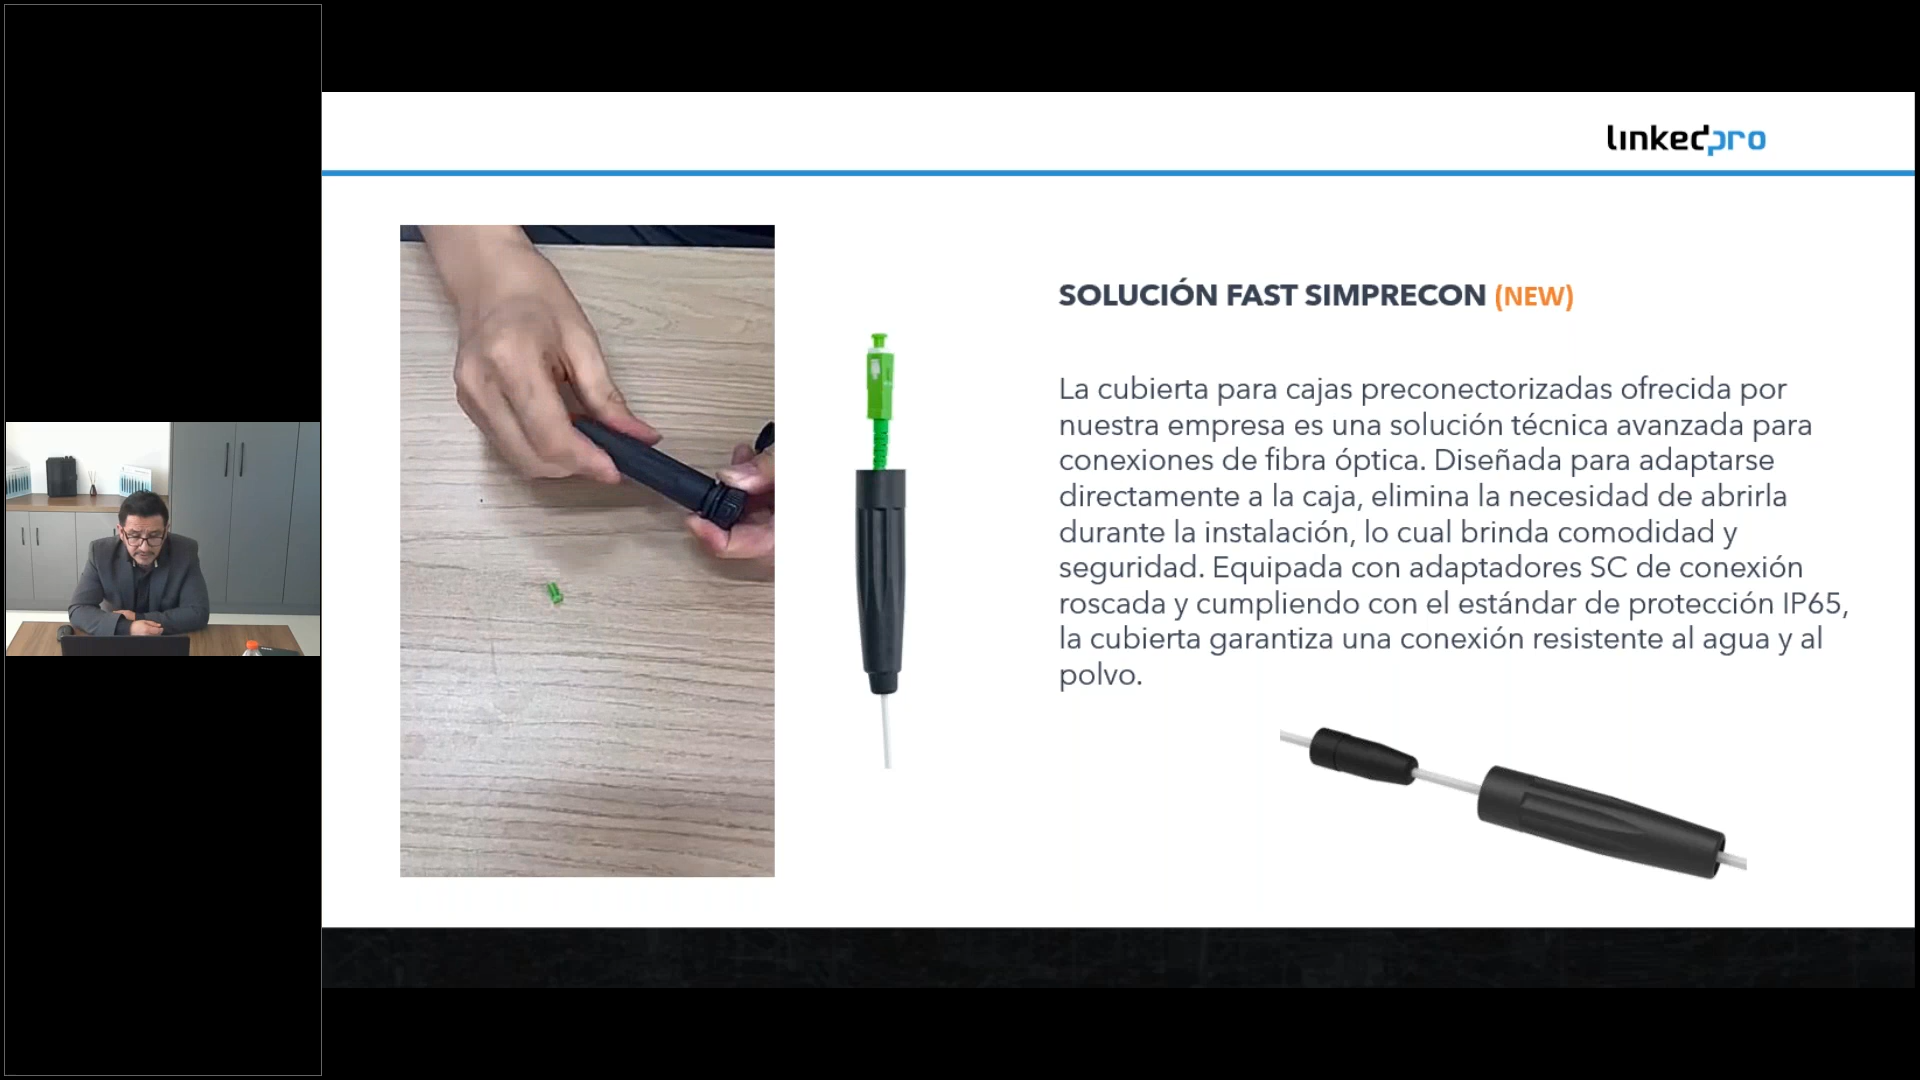 linkedpro
SOLUCIÓN FAST SIMPRECON (NEW)
La cubierta para cajas preconectorizadas ofrecida por
nuestra empresa es una solución técnica avanzada para
conexiones de fibra óptica. Diseñada para adaptarse
directamente a la caja, elimina la necesidad de abrirla
durante la instalación, lo cual brinda comodidad y
seguridad. Equipada con adaptadores SC de conexión
roscada y cumpliendo con el estándar de protección IP65,
la cubierta garantiza una conexión resistente al agua y al
polvo.